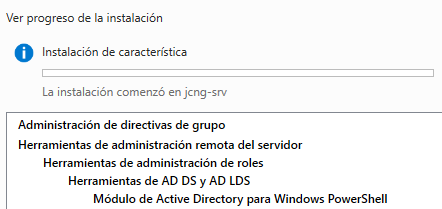 Ver progreso de la instalación
Instalación de característica
La instalación comenzó en jcng-srv
Administración de directivas de grupo
Herramientas de administración remota del servidor
Herramientas de administración de roles
Herramientas de AD DS y AD LDS
Módulo de Active Directory para Windows PowerShell